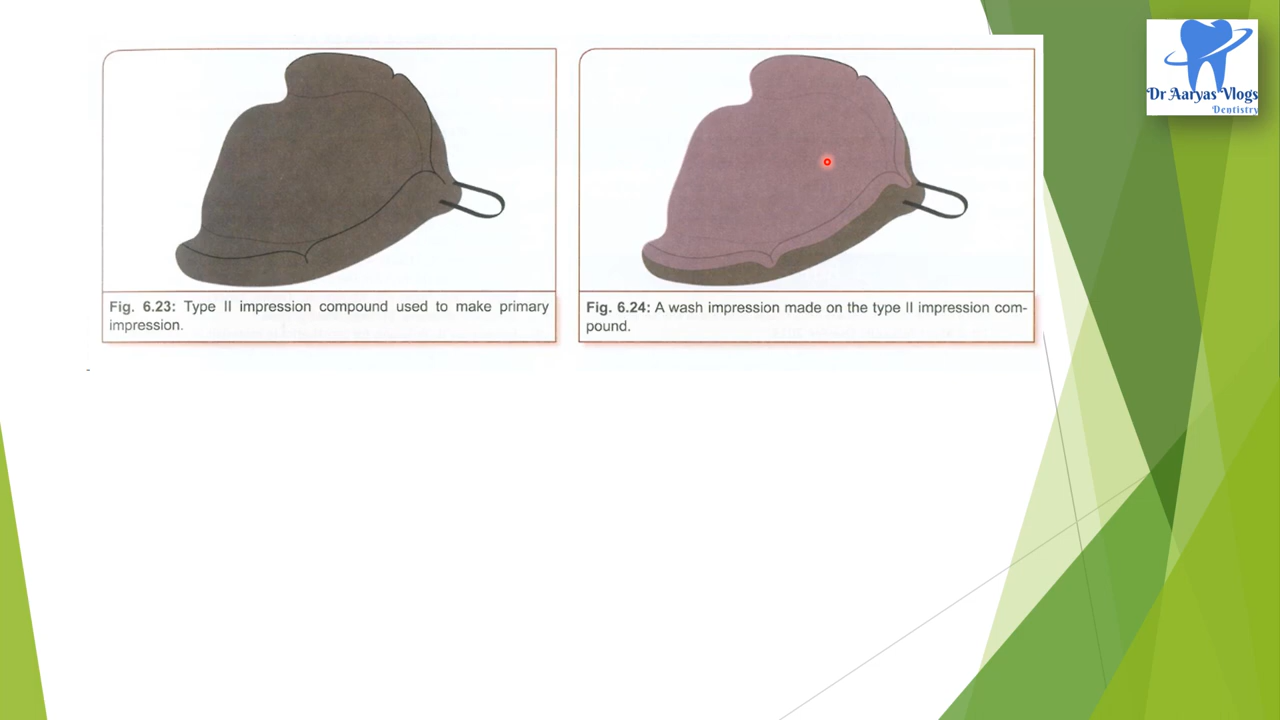 Dr Aaryas Vlogs
Dentistry
Fig. 6.23: Type II impression compound used to make primary
impression.
Fig. 6.24: A wash impression made on the type II impression com-
pound.